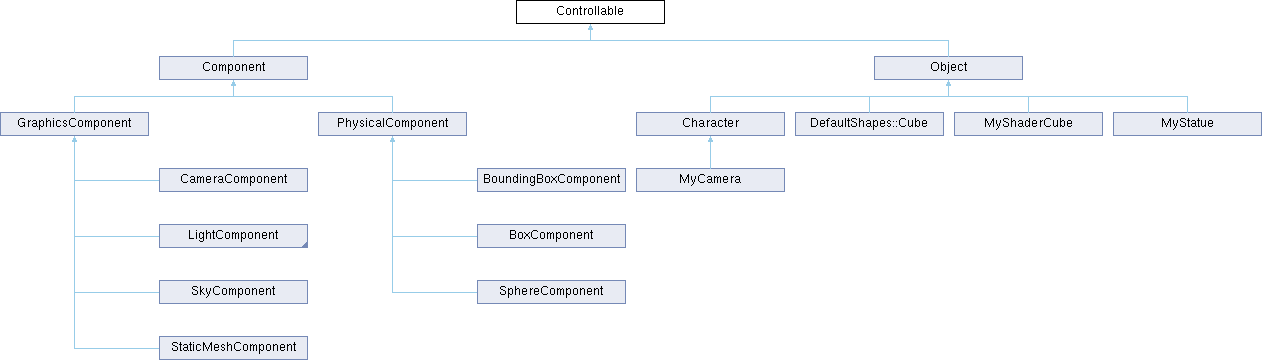 Controllable
Component
Object
GraphicsComponent
PhysicalComponent
Character
DefaultShapes::Cube
MyShaderCube
MyStatue
CameraComponent
BoundingBoxComponent
MyCamera
LightComponent
BoxComponent
SkyComponent
SphereComponent
StaticMeshComponent